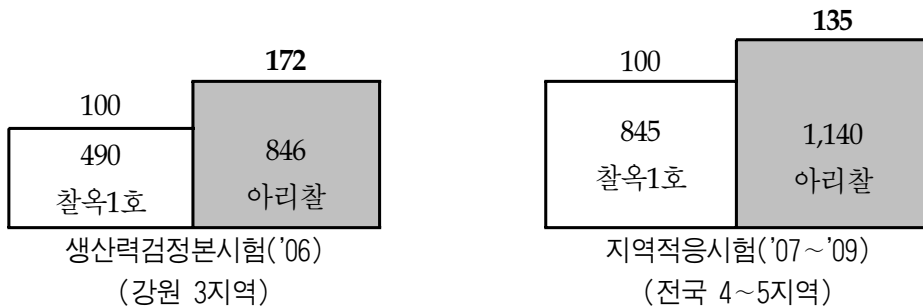 172
100
490
찰옥1호
846
아리찰
생산력검정본시험('06)
(강원 3지역)
135
100
845
찰옥1호
1,140
아리찰
지역적응시험('07~'09)
(전국 4~5지역)